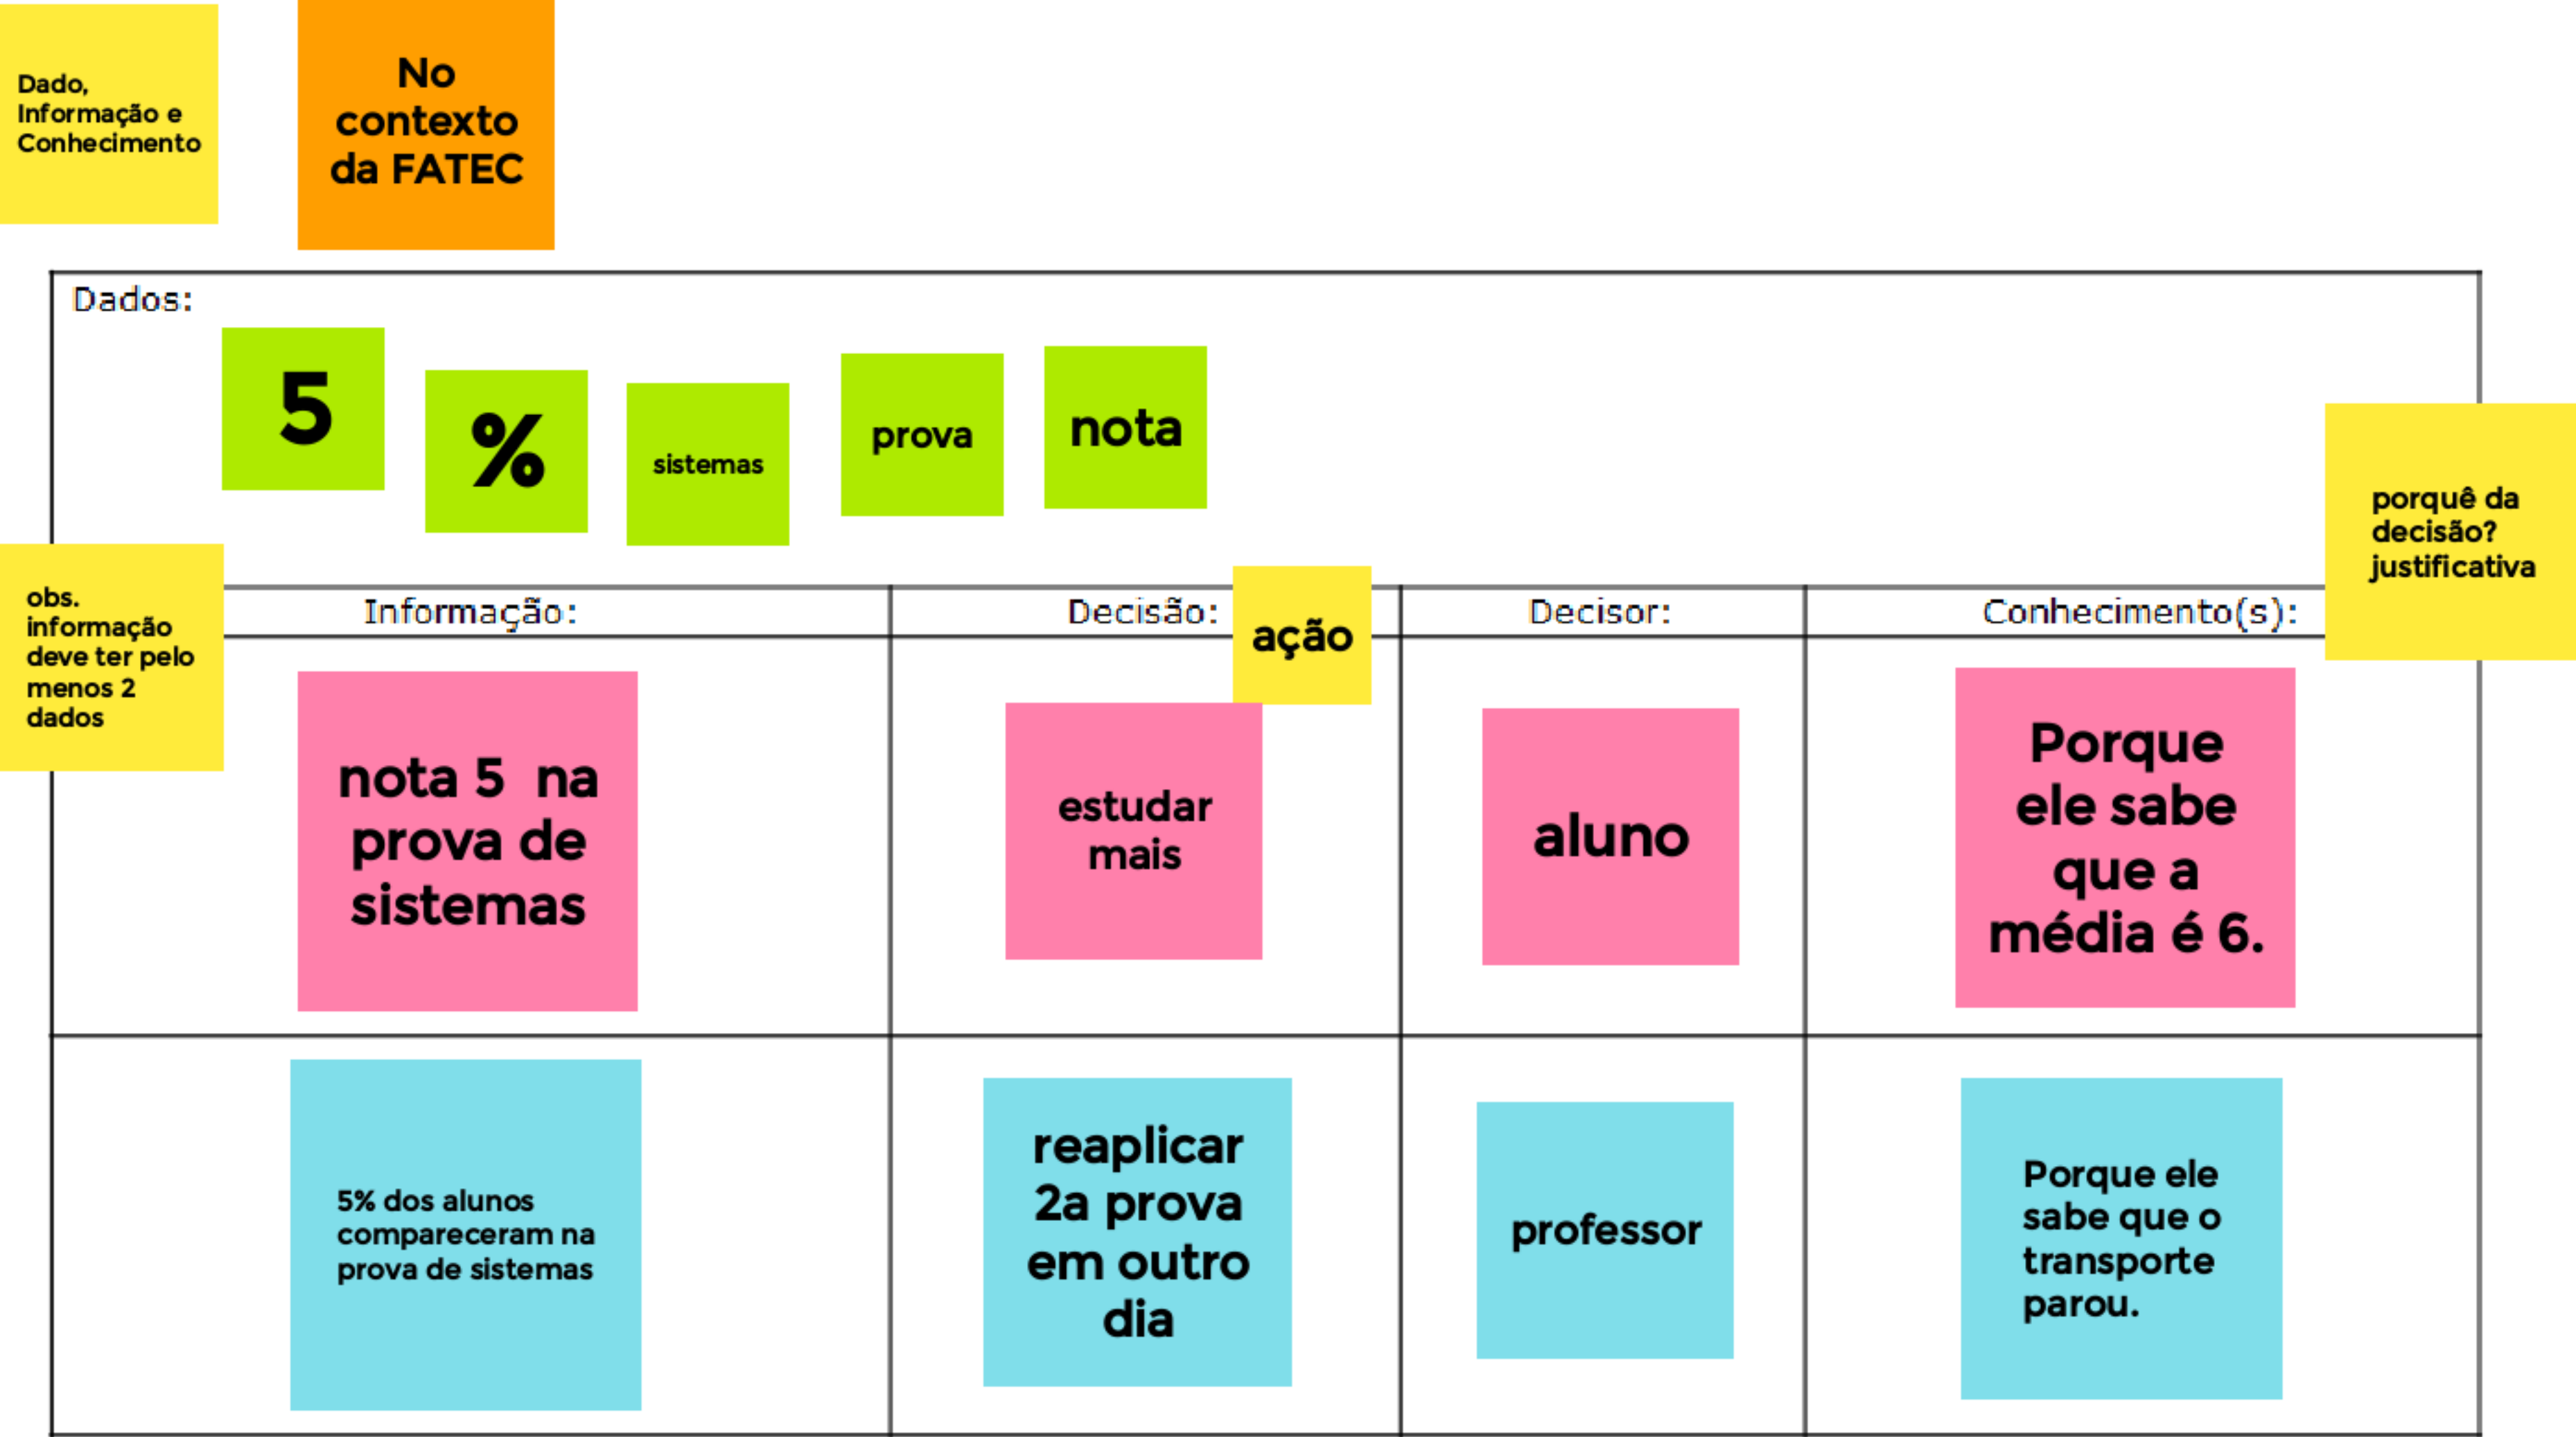 Dado,
Informação e
Conhecimento
No
contexto
da FATEC
Dados:
5
%
sistemas
prova
nota
porquê da
decisão?
justificativa
obs.
informação
deve ter pelo
menos 2
dados
Informação:
Decisão:
ação
Decisor:
Conhecimento(s):
nota 5 na
prova de
sistemas
estudar
mais
aluno
Porque
ele sabe
que a
média é 6.
5% dos alunos
compareceram na
prova de sistemas
reaplicar
2a prova
em outro
dia
professor
Porque ele
sabe que o
transporte
parou.